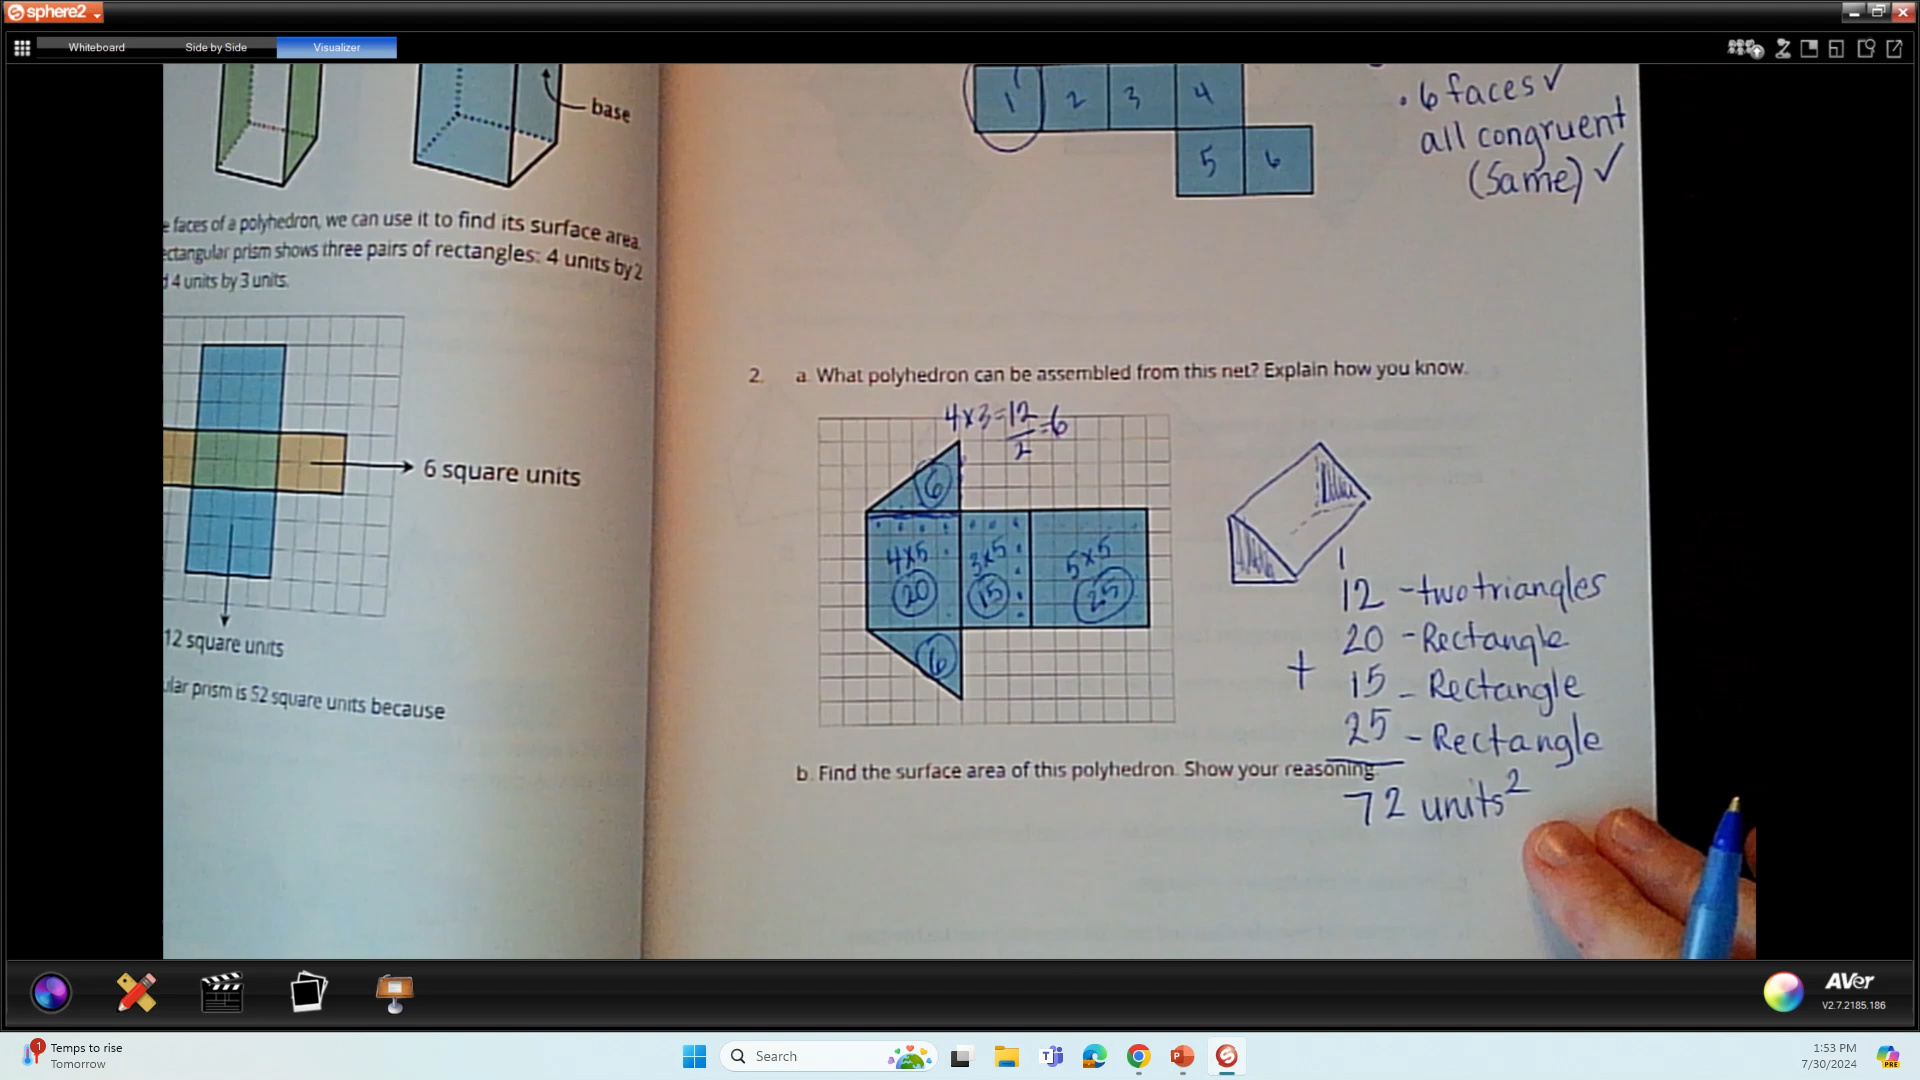 sphere2
Whiteboard
Side by Side
Visualizer
base
faces of a polyhedron, we can use it to find its surface area.
rectangular prism shows three pairs of rectangles: 4 units by 2
4 units by 3 units.
6 square units
12 square units
prism is 52 square units because
1 2 3 4
5 6
. 6 faces ✓
all congruent
(Same) ✓
2. a. What polyhedron can be assembled from this net? Explain how you know.
4x3=12/2=6
6
4x5 3x5 5x5
20 15 25
6
1
12 - two triangles
20 - Rectangle
+ 15 - Rectangle
25 - Rectangle
72 units²
b. Find the surface area of this polyhedron. Show your reasoning.
AVer
V2.7.2185.186
1
Temps to rise
Tomorrow
Search
1:53 PM
7/30/2024
PRE